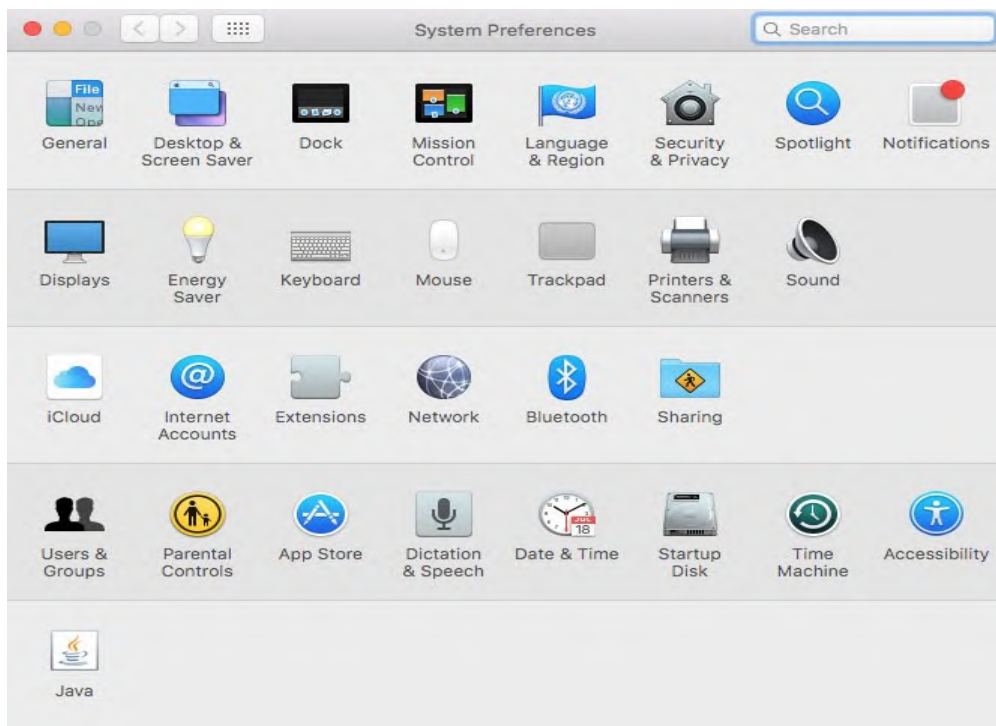 System Preferences
Search
File
New
Ope
General
Desktop &
Screen Saver
Dock
Mission
Control
Language
& Region
Security
& Privacy
Spotlight
Notifications
Displays
Energy
Saver
Keyboard
Mouse
Trackpad
Printers &
Scanners
Sound
iCloud
@
Internet
Accounts
Extensions
Network
Bluetooth
Sharing
Users &
Groups
Parental
Controls
App Store
Dictation
& Speech
JUL
18
Date & Time
Startup
Disk
Time
Machine
Accessibility
Java